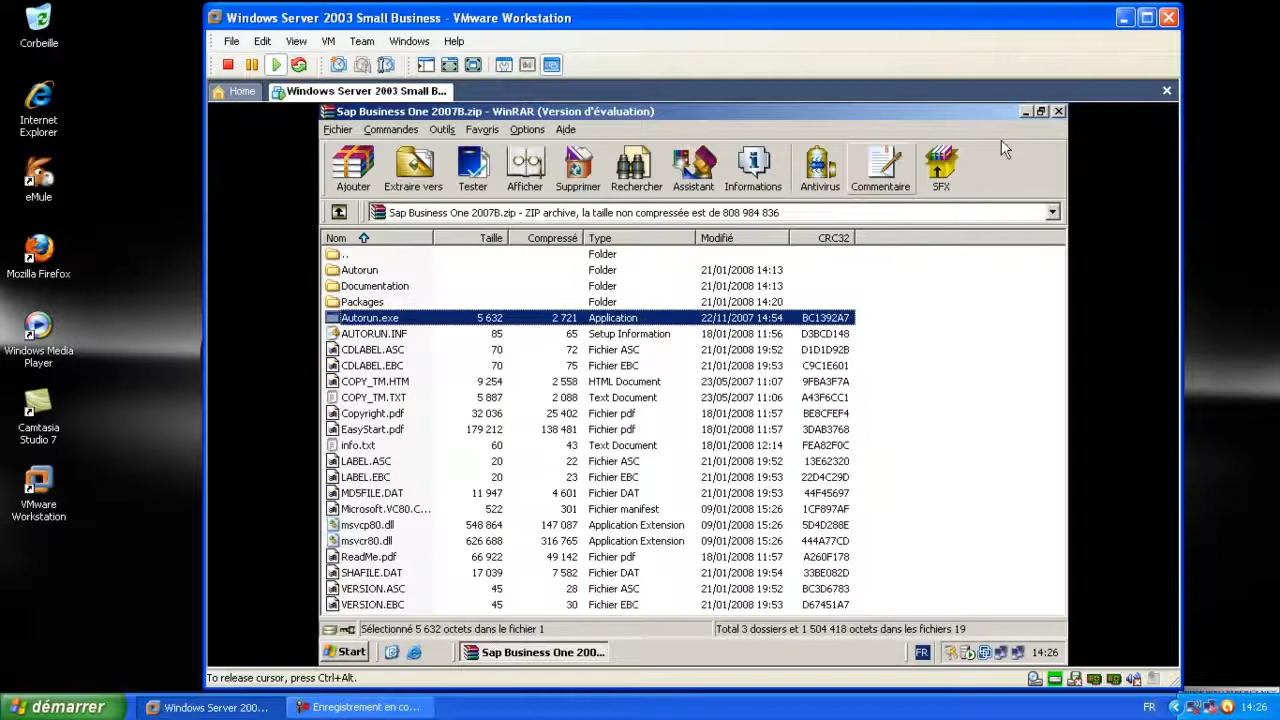 Corbeille
Internet
Explorer
eMule
Mozilla Firefox
Windows Media
Player
Camtasia
Studio 7
VMware
Workstation
Windows Server 2003 Small Business - VMware Workstation
File Edit View VM Team Windows Help
Home Windows Server 2003 Small B...
Sap Business One 2007B.zip - WinRAR (Version d'évaluation)
Fichier Commandes Outils Favoris Options Aide
Ajouter Extraire vers Tester Afficher Supprimer Rechercher Assistant Informations Antivirus Commentaire SFX
Sap Business One 2007B.zip - ZIP archive, la taille non compressée est de 808 984 836
Nom Taille Compressé Type Modifié CRC32
.. Folder
Autorun Folder 21/01/2008 14:13
Documentation Folder 21/01/2008 14:13
Packages Folder 21/01/2008 14:20
Autorun.exe 5 632 2 721 Application 22/11/2007 14:54 BC1392A7
AUTORUN.INF 85 65 Setup Information 21/01/2008 19:52 D3BCD148
CDLABEL.ASC 70 72 Fichier ASC 21/01/2008 19:52 D1D1D92B
CDLABEL.EBC 70 75 Fichier EBC 21/01/2008 19:53 C9C1E601
COPY_TM.HTM 9 254 2 558 HTML Document 23/05/2007 11:07 9FBA3F7A
COPY_TM.TXT 5 887 2 088 Text Document 23/05/2007 11:06 A43F6CC1
Copyright.pdf 32 036 25 402 Fichier pdf 18/01/2008 11:57 BE8CFEF4
EasyStart.pdf 179 212 138 481 Fichier pdf 18/01/2008 11:57 3DAB3768
info.txt 60 43 Text Document 18/01/2008 12:14 FEA82F0C
LABEL.ASC 20 22 Fichier ASC 21/01/2008 19:52 13E62320
LABEL.EBC 20 23 Fichier EBC 21/01/2008 19:53 22D4C29D
MD5FILE.DAT 11 947 4 601 Fichier DAT 21/01/2008 19:53 44F45697
Microsoft.VC80.C... 522 301 Fichier manifest 09/01/2008 15:26 1CF897AF
msvcp80.dll 548 864 147 087 Application Extension 09/01/2008 15:26 5D4D288E
msvcr80.dll 626 688 316 765 Application Extension 09/01/2008 15:26 444A77CD
ReadMe.pdf 66 922 49 142 Fichier pdf 18/01/2008 11:57 A260F178
SHAFILE.DAT 17 039 7 582 Fichier DAT 21/01/2008 19:54 33BE082D
VERSION.ASC 45 28 Fichier ASC 21/01/2008 19:52 BC3D6783
VERSION.EBC 45 30 Fichier EBC 21/01/2008 19:53 D67451A7
Sélectionné 5 632 octets dans le fichier 1 Total 3 dossiers et 1 504 418 octets dans les fichiers 19
Start Sap Business One 200... FR 14:26
To release cursor, press Ctrl+Alt.
démarrer Windows Server 200... Enregistrement en co... FR 14:26